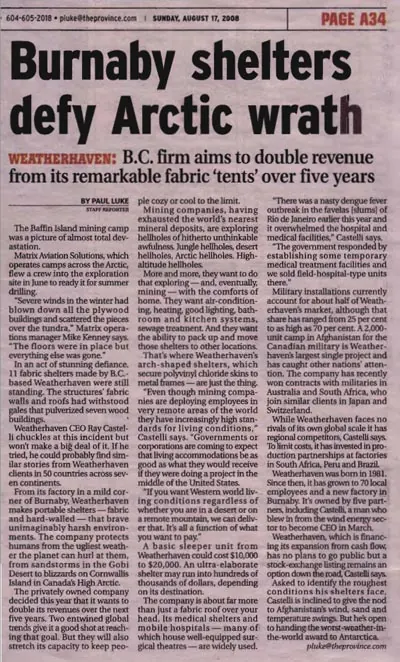 604-605-2018 • pluke@theprovince.com | SUNDAY, AUGUST 17, 2008 PAGE A34
Burnaby shelters
defy Arctic wrath
WEATHERHAVEN: B.C. firm aims to double revenue
from its remarkable fabric ‘tents’ over five years
BY PAUL LUKE
STAFF REPORTER
The Baffin Island mining camp
was a picture of almost total dev-
astation.
Matrix Aviation Solutions, which
operates camps across the Arctic,
flew a crew into the exploration
site in June to ready it for summer
drilling.
“Severe winds in the winter had
blown down all the plywood
buildings and scattered the pieces
over the tundra,” Matrix opera-
tions manager Mike Kenney says.
“The floors were in place but
everything else was gone.”
In an act of stunning defiance,
11 fabric shelters made by B.C.-
based Weatherhaven were still
standing. The structures’ fabric
walls and roofs had withstood
gales that pulverized seven wood
buildings.
Weatherhaven CEO Ray Castel-
li chuckles at this incident but
won’t make a big deal of it. If he
tried, he could probably find sim-
ilar stories from Weatherhaven
clients in 50 countries across sev-
en continents.
From its factory in a mild cor-
ner of Burnaby, Weatherhaven
makes portable shelters — fabric
and hard-walled — that brave
unimaginably harsh environ-
ments. The company protects
humans from the ugliest weath-
er the planet can hurl at them,
from sandstorms in the Gobi
Desert to blizzards on Cornwallis
Island in Canada’s High Arctic.
The privately owned company
decided this year that it wants to
double its revenues over the next
five years. Two entwined global
trends give it a good shot at reach-
ing that goal. But they will also
stretch its capacity to keep peo-
ple cozy or cool to the limit.
Mining companies, having
exhausted the world’s nearest
mineral deposits, are exploring
hellholes of hitherto unthinkable
awfulness. Jungle hellholes, desert
hellholes. Arctic hellholes. High-
altitude hellholes.
More and more, they want to do
that exploring — and, eventually,
mining — with the comforts of
home. They want air-condition-
ing, heating, good lighting, bath-
room and kitchen systems,
sewage treatment. And they want
the ability to pack up and move
those shelters to other locations.
That’s where Weatherhaven’s
arch-shaped shelters, which
secure polyvinyl chloride skins to
metal frames — are just the thing.
“Even though mining compa-
nies are deploying employees in
very remote areas of the world
they have increasingly high stan-
dards for living conditions,”
Castelli says. “Governments or
corporations are coming to expect
that living accommodations be as
good as what they would receive
if they were doing a project in the
middle of the United States.
“If you want Western world liv-
ing conditions regardless of
whether you are in a desert or on
a remote mountain, we can deliv-
er that. It’s all a function of what
you want to pay.”
A basic sleeper unit from
Weatherhaven could cost $10,000
to $20,000. An ultra-elaborate
shelter may run into hundreds of
thousands of dollars, depending
on its destination.
The company is about far more
than just a fabric roof over your
head. Its medical shelters and
mobile hospitals — many of
which house well-equipped sur-
gical theatres — are widely used.
“There was a nasty dengue fever
outbreak in the favelas [slums] of
Rio de Janeiro earlier this year and
it overwhelmed the hospital and
medical facilities,” Castelli says.
“The government responded by
establishing some temporary
medical treatment facilities and
we sold field-hospital-type units
there.”
Military installations currently
account for about half of Weath-
erhaven’s market, although that
share has ranged from 25 per cent
to as high as 70 per cent. A 2,000-
unit camp in Afghanistan for the
Canadian military is Weather-
haven’s largest single project and
has caught other nations’ atten-
tion. The company has recently
won contracts with militaries in
Australia and South Africa, who
join similar clients in Japan and
Switzerland.
While Weatherhaven faces no
rivals of its own global scale it has
regional competitors, Castelli says.
To limit costs, it has invested in pro-
duction partnerships at factories
in South Africa, Peru and Brazil.
Weatherhaven was born in 1981.
Since then, it has grown to 70 local
employees and a new factory in
Burnaby. It’s owned by five part-
ners, including Castelli, a man who
blew in from the wind energy sec-
tor to become CEO in March.
Weatherhaven, which is financ-
ing its expansion from cash flow,
has no plans to go public but a
stock-exchange listing remains an
option down the road, Castelli says.
Asked to identify the roughest
conditions his shelters face,
Castelli is inclined to give the nod
to Afghanistan’s wind, sand and
temperature swings. But he’s open
to handing the worst-weather-in-
the-world award to Antarctica.
pluke@theprovince.com